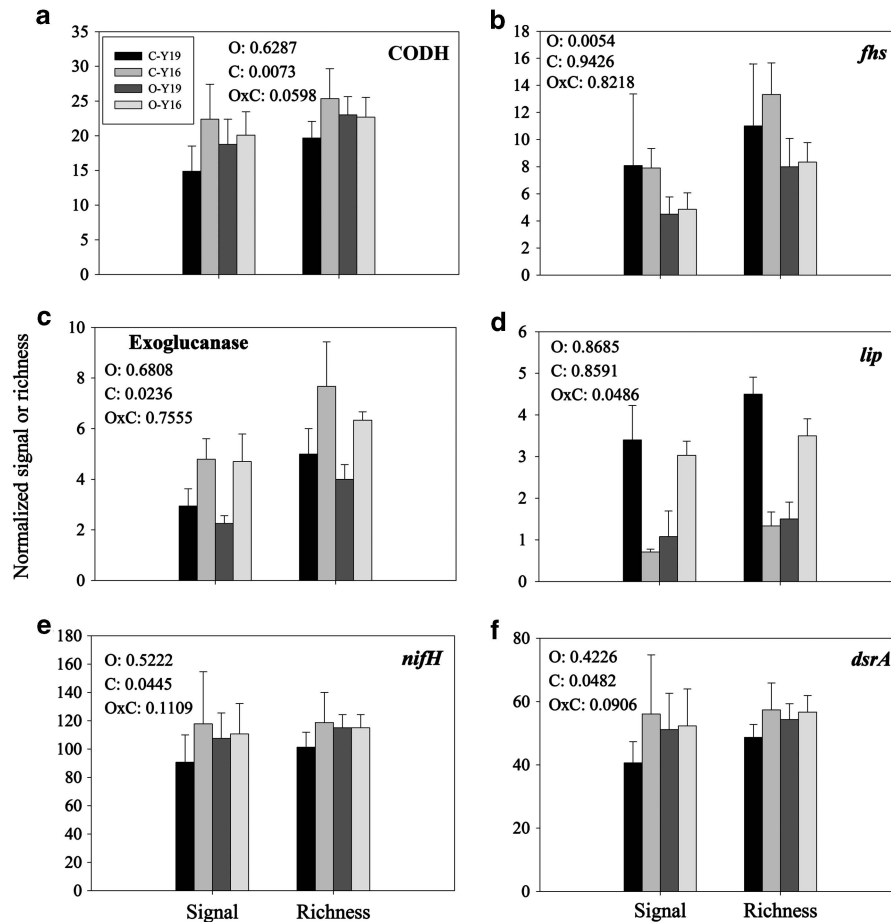 a
C-Y19
C-Y16
O-Y19
O-Y16
O: 0.6287
C: 0.0073
OxC: 0.0598
CODH
35
30
25
20
15
10
5
0
b
O: 0.0054
C: 0.9426
OxC: 0.8218
fhs
18
16
14
12
10
8
6
4
2
0
c
Exoglucanase
O: 0.6808
C: 0.0236
OxC: 0.7555
10
8
6
4
2
0
d
O: 0.8685
C: 0.8591
OxC: 0.0486
lip
6
5
4
3
2
1
0
Normalized signal or richness
e
O: 0.5222
C: 0.0445
OxC: 0.1109
nifH
180
160
140
120
100
80
60
40
20
0
Signal
Richness
f
O: 0.4226
C: 0.0482
OxC: 0.0906
dsrA
80
60
40
20
0
Signal
Richness